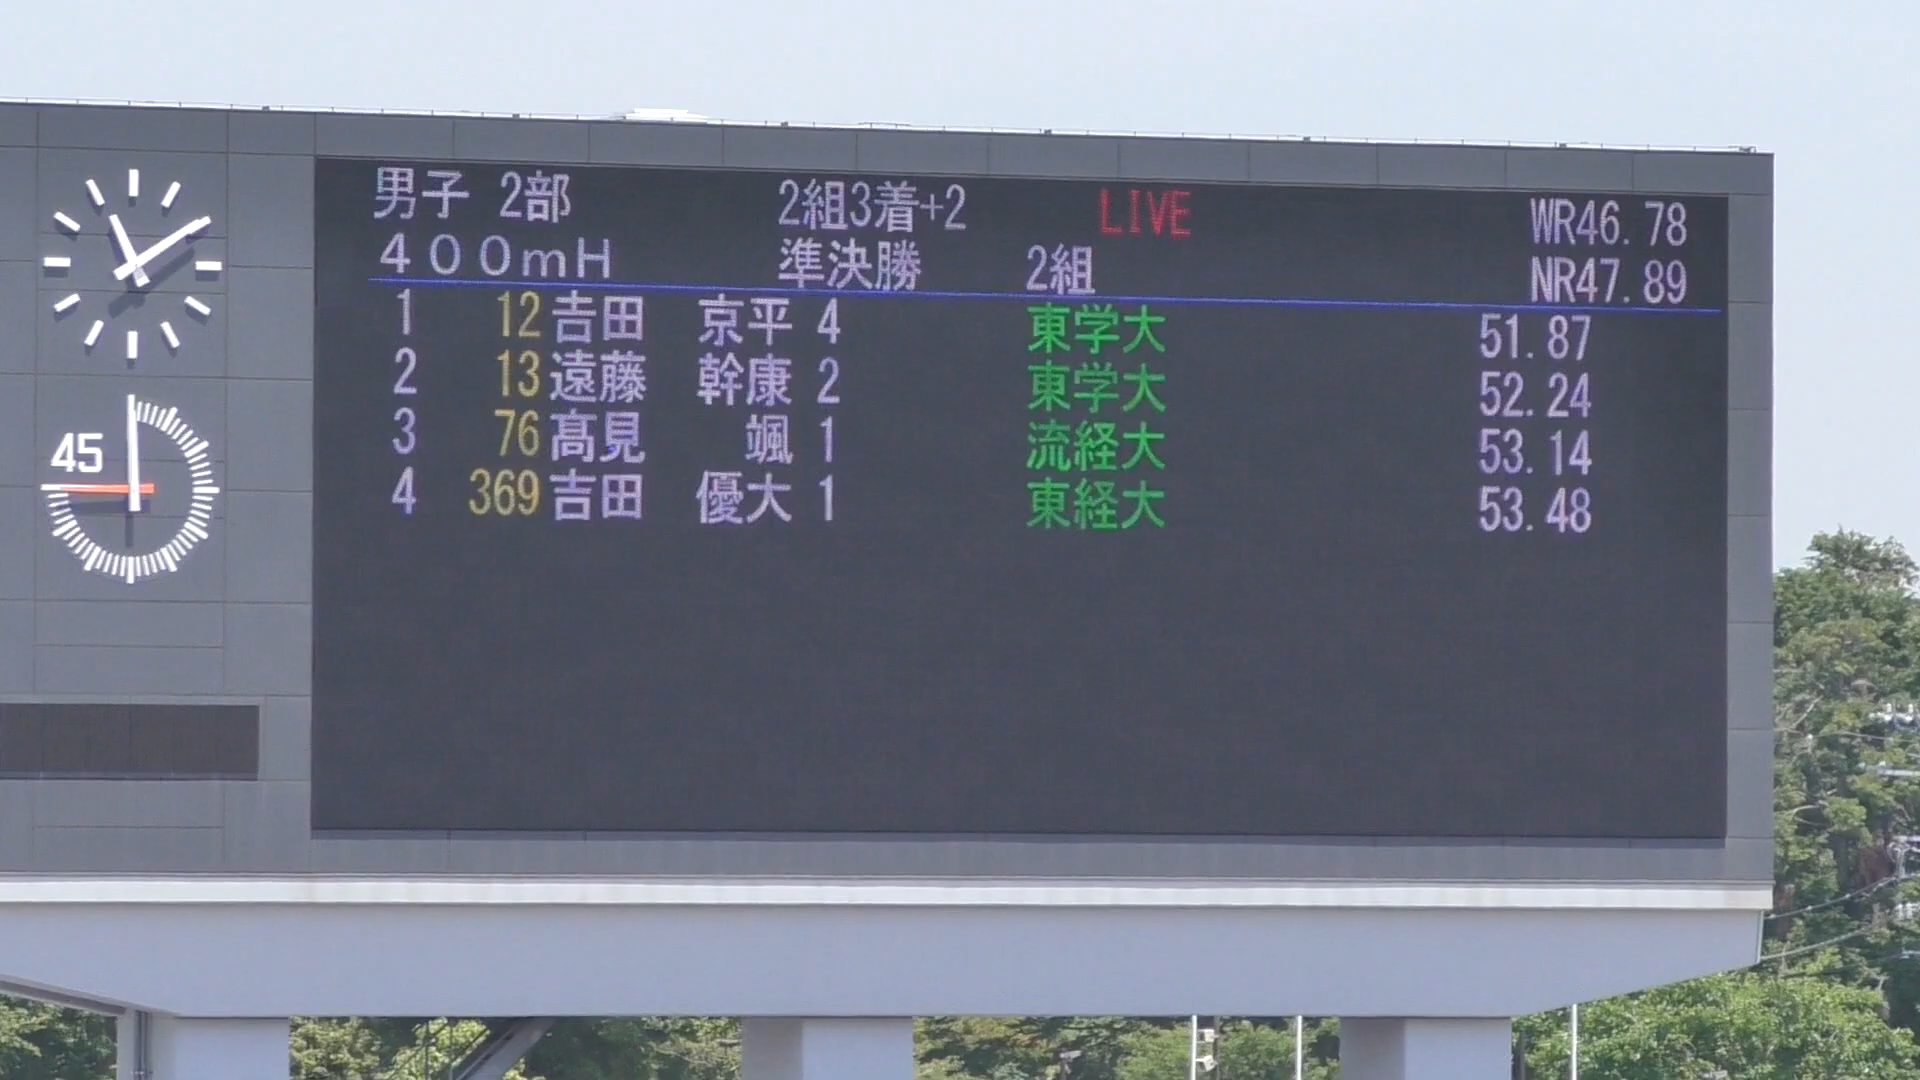 男子 2部 2組3着+2 LIVE WR46.78
400mH 準決勝 2組 NR47.89
1 12 吉田 京平 4 東学大 51.87
2 13 遠藤 幹康 2 東学大 52.24
3 76 髙見 颯 1 流経大 53.14
4 369 吉田 優大 1 東経大 53.48
45